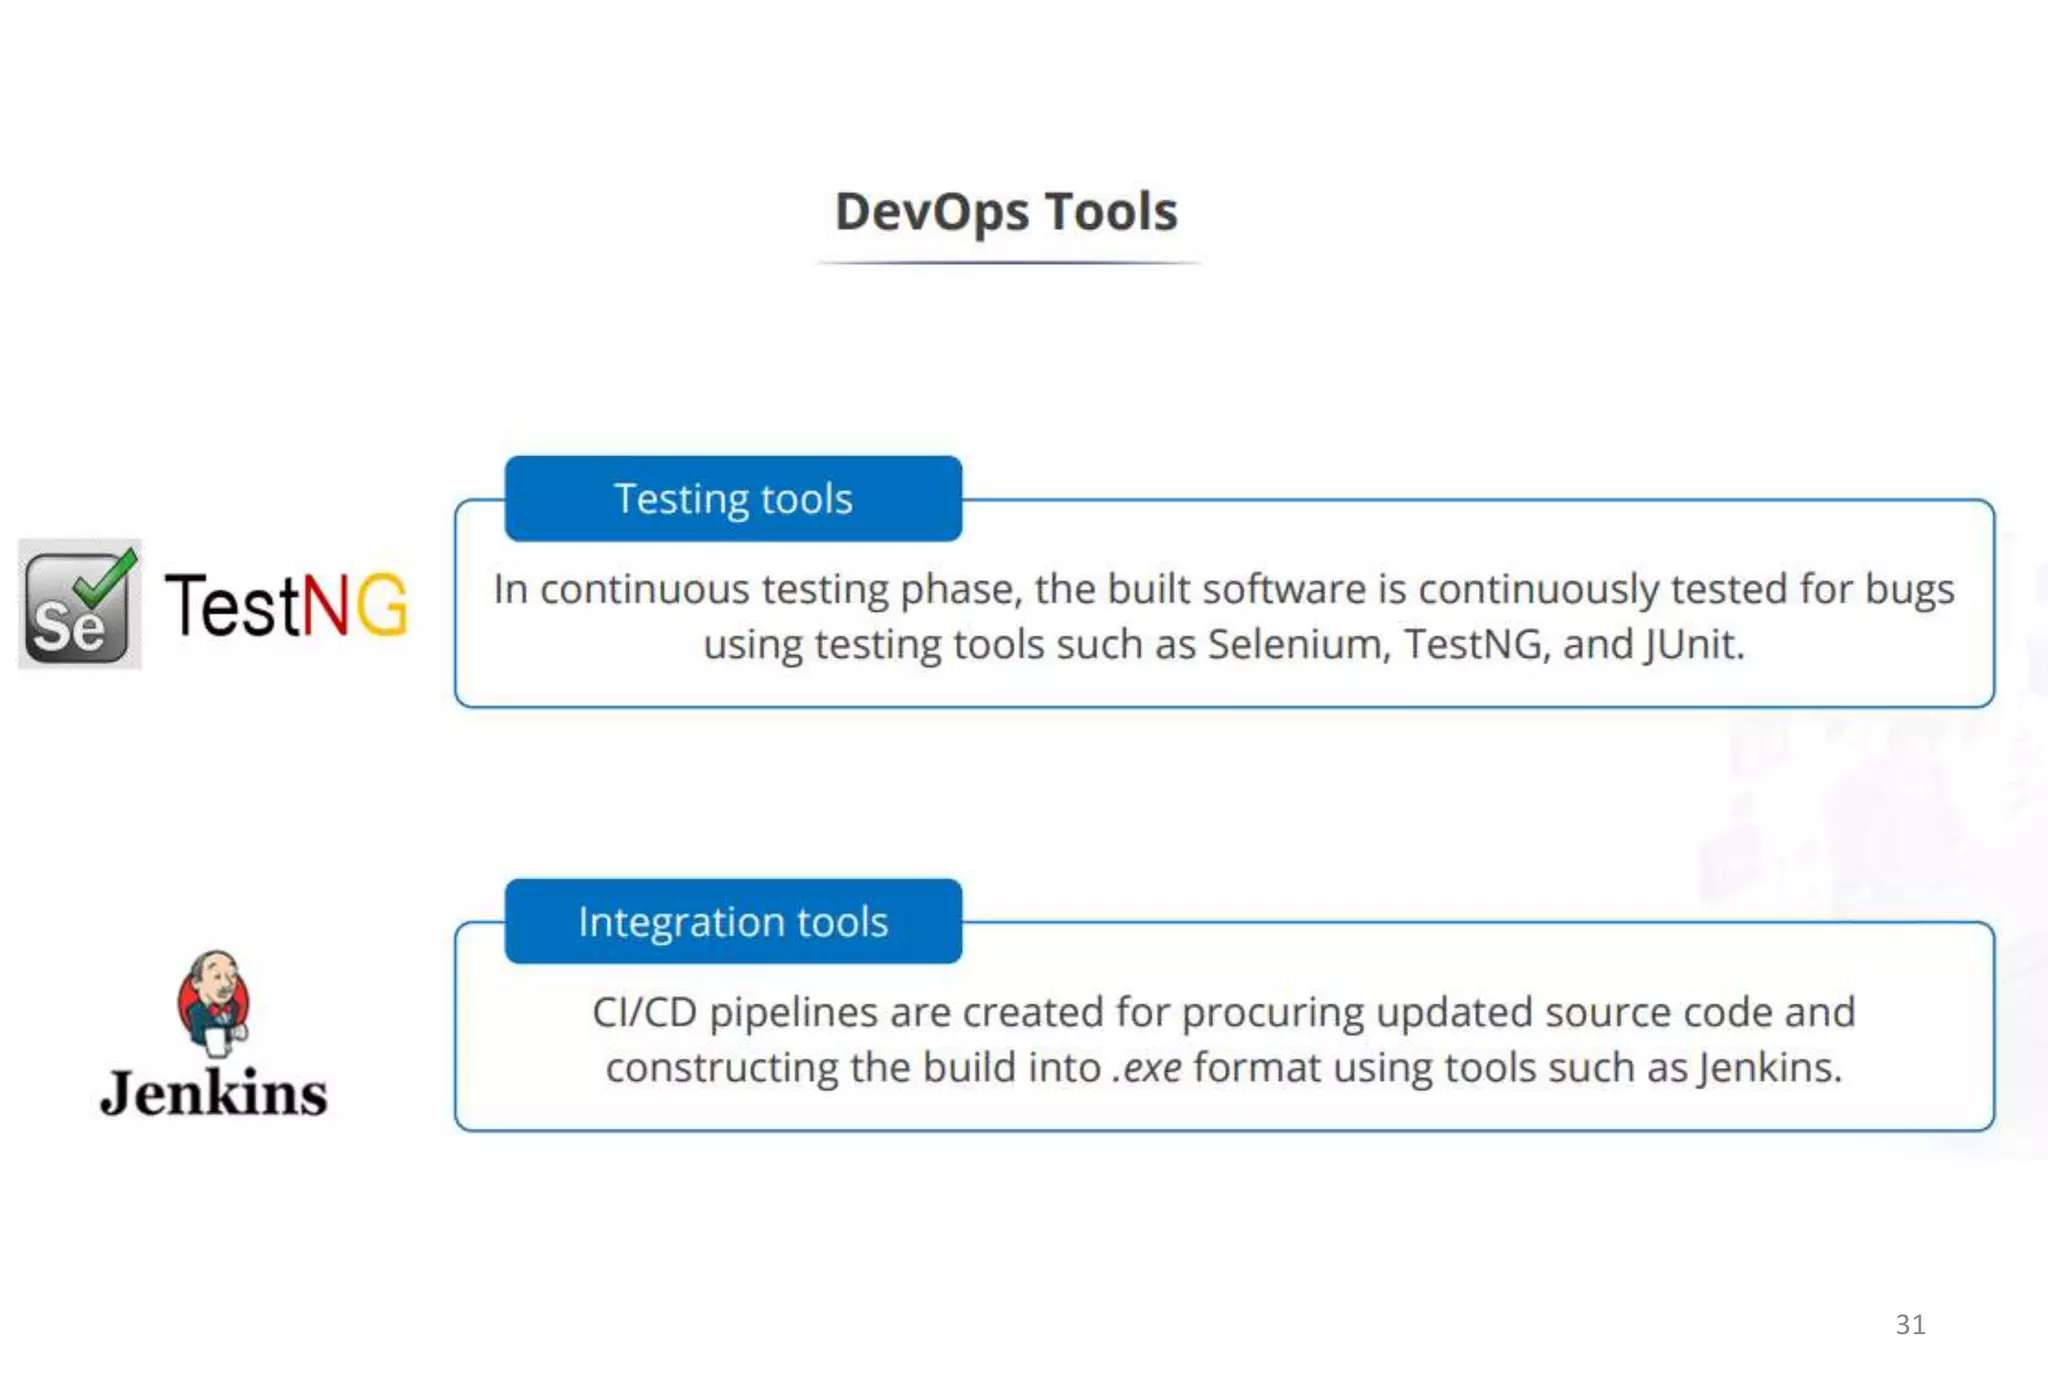 DevOps Tools
Testing tools
Se TestNG
In continuous testing phase, the built software is continuously tested for bugs
using testing tools such as Selenium, TestNG, and JUnit.
Integration tools
Jenkins
CI/CD pipelines are created for procuring updated source code and
constructing the build into .exe format using tools such as Jenkins.
31